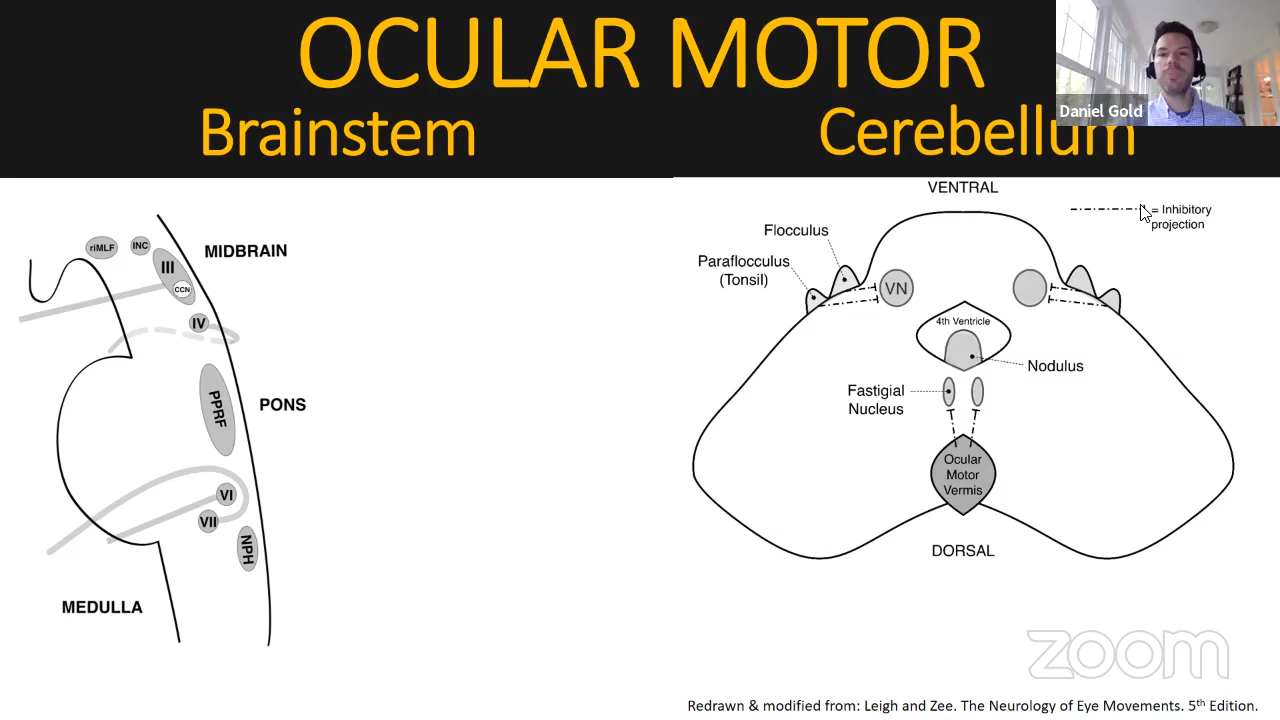 OCULAR MOTOR
Brainstem
Cerebellum
Daniel Gold
riMLF
INC
III
CCN
IV
MIDBRAIN
PPRF
PONS
VI
VII
NPH
MEDULLA
VENTRAL
= Inhibitory
projection
Flocculus
Paraflocculus
(Tonsil)
VN
4th Ventricle
Nodulus
Fastigial
Nucleus
Ocular
Motor
Vermis
DORSAL
zoom
Redrawn & modified from: Leigh and Zee. The Neurology of Eye Movements. 5th Edition.